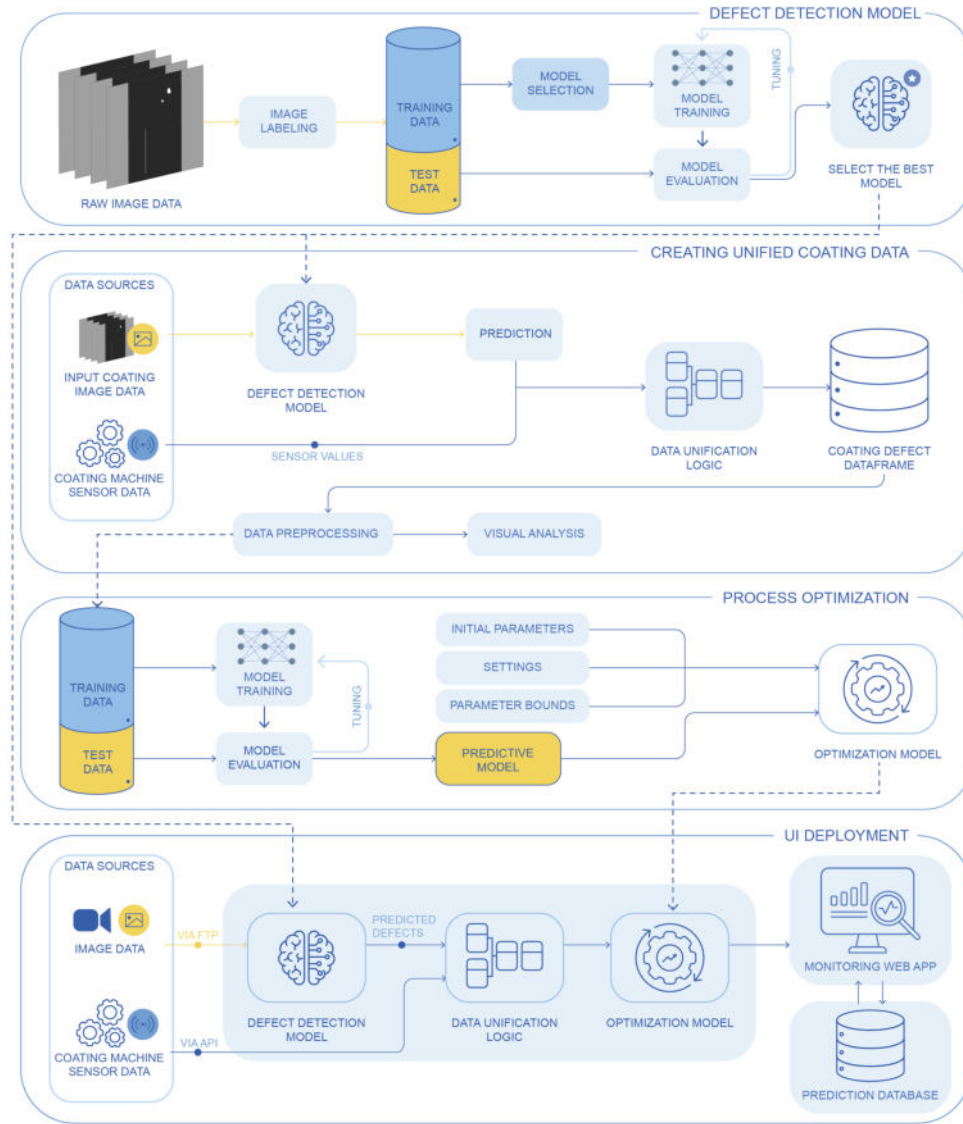 DEFECT DETECTION MODEL
RAW IMAGE DATA
IMAGE
LABELING
TRAINING
DATA
TEST
DATA
MODEL
SELECTION
MODEL
TRAINING
TUNING
MODEL
EVALUATION
SELECT THE BEST
MODEL
CREATING UNIFIED COATING DATA
DATA SOURCES
INPUT COATING
IMAGE DATA
COATING MACHINE
SENSOR DATA
DEFECT DETECTION
MODEL
PREDICTION
SENSOR VALUES
DATA UNIFICATION
LOGIC
COATING DEFECT
DATAFRAME
DATA PREPROCESSING
VISUAL ANALYSIS
PROCESS OPTIMIZATION
TRAINING
DATA
TEST
DATA
MODEL
TRAINING
TUNING
MODEL
EVALUATION
INITIAL PARAMETERS
SETTINGS
PARAMETER BOUNDS
PREDICTIVE
MODEL
OPTIMIZATION MODEL
UI DEPLOYMENT
DATA SOURCES
IMAGE DATA
COATING MACHINE
SENSOR DATA
VIA FTP
VIA API
DEFECT DETECTION
MODEL
PREDICTED
DEFECTS
DATA UNIFICATION
LOGIC
OPTIMIZATION MODEL
MONITORING WEB APP
PREDICTION DATABASE